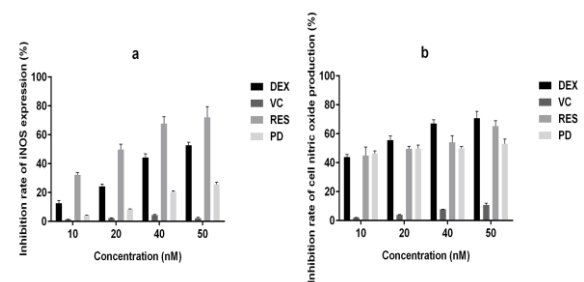 a
Inhibition rate of iNOS expression (%)
100
80
60
40
20
0
10 20 40 50
Concentration (nM)
DEX
VC
RES
PD
b
Inhibition rate of cell nitric oxide production (%)
100
80
60
40
20
0
10 20 40 50
Concentration (nM)
DEX
VC
RES
PD